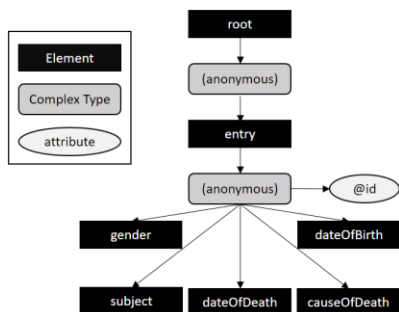 root
Element
(anonymous)
Complex Type
entry
attribute
(anonymous)
@id
gender
dateOfBirth
subject
dateOfDeath
causeOfDeath